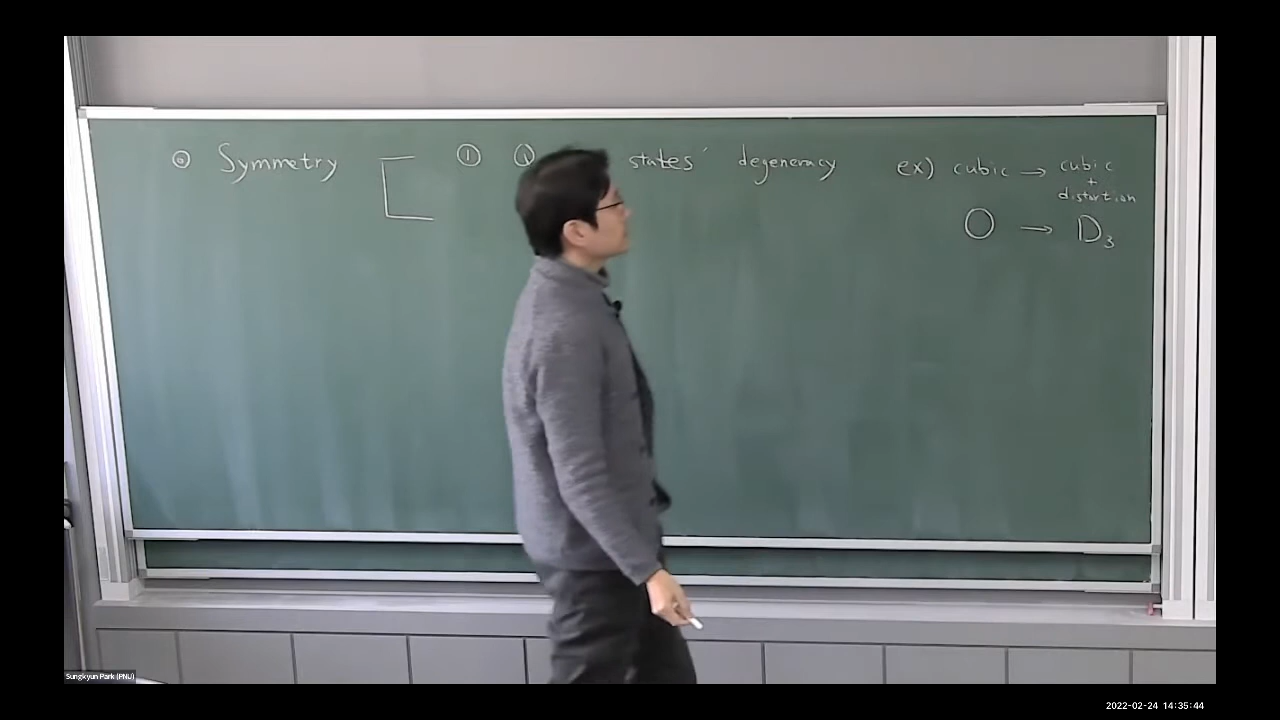 ◎ Symmetry ① Q states' degeneracy ex) cubic → cubic
+
distortion
O → D₃
Sungkyun Park (PNU)
2022-02-24 14:35:44